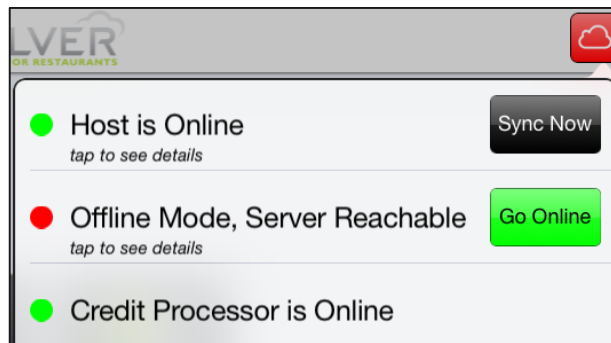 LVER
OR RESTAURANTS
Host is Online
tap to see details
Sync Now
Offline Mode, Server Reachable
tap to see details
Go Online
Credit Processor is Online